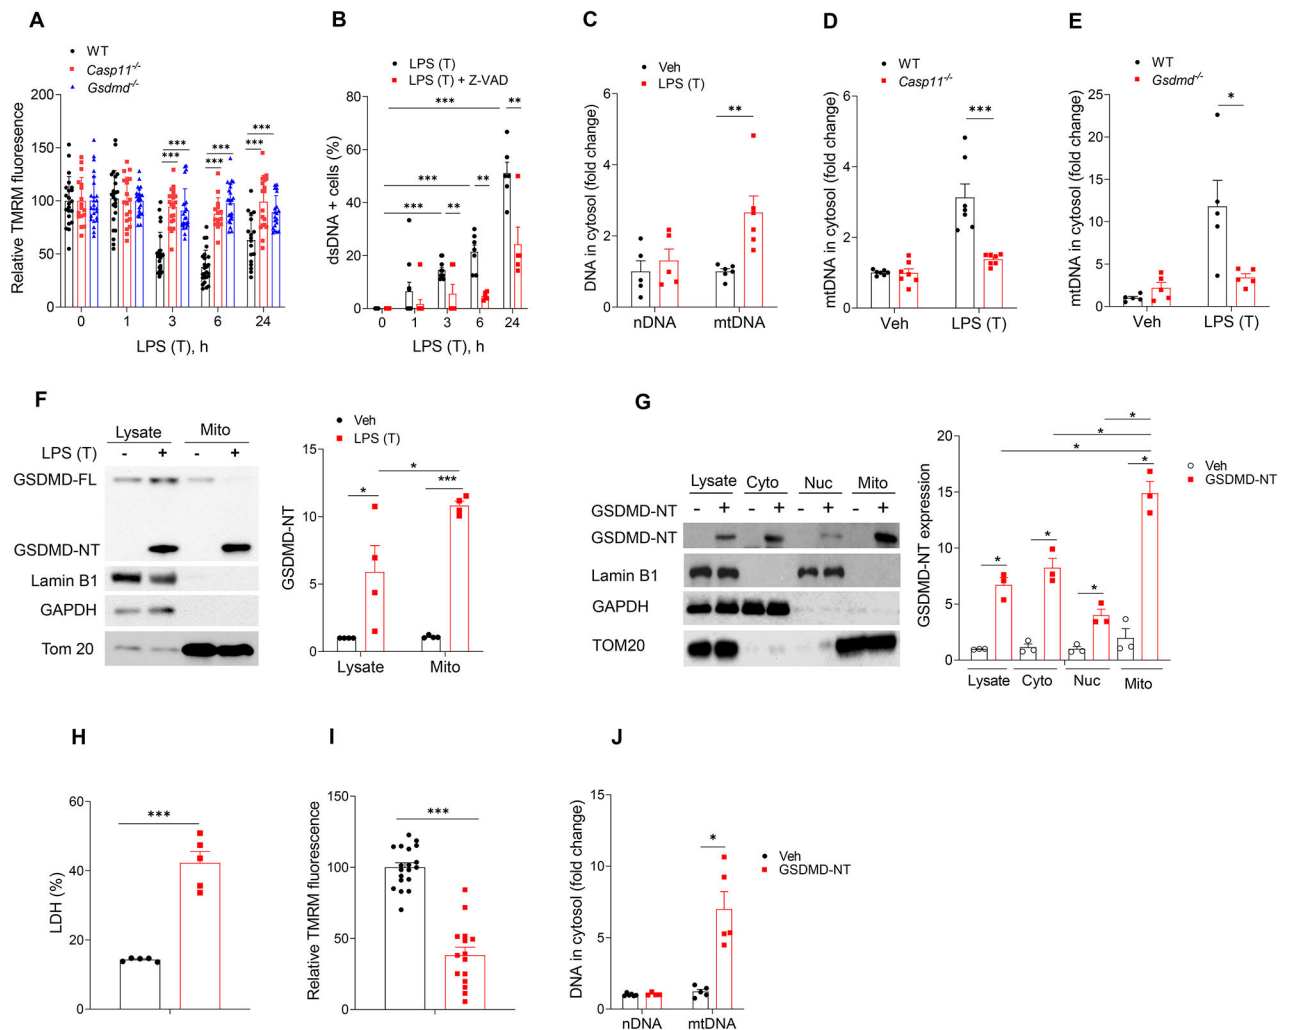 A
WT
Casp11-/-
Gsdmd-/-
Relative TMRM fluoresence
200
150
100
50
0
*** *** *** *** *** ***
0 1 3 6 24
LPS (T), h
B
LPS (T)
LPS (T) + Z-VAD
dsDNA + cells (%)
80
60
40
20
0
*** **
*** **
*** **
0 1 3 6 24
LPS (T), h
C
Veh
LPS (T)
DNA in cytosol (fold change)
6
4
2
0
**
nDNA mtDNA
D
WT
Casp11-/-
mtDNA in cytosol (fold change)
6
4
2
0
***
Veh LPS (T)
E
WT
Gsdmd-/-
mtDNA in cytosol (fold change)
25
20
15
10
5
0
*
Veh LPS (T)
F
Lysate Mito
LPS (T) - + - +
GSDMD-FL
GSDMD-NT
Lamin B1
GAPDH
Tom 20
Veh
LPS (T)
GSDMD-NT
15
10
5
0
*
* ***
Lysate Mito
G
Lysate Cyto Nuc Mito
GSDMD-NT - + - + - + - +
GSDMD-NT
Lamin B1
GAPDH
TOM20
Veh
GSDMD-NT
GSDMD-NT expression
20
15
10
5
0
*
*
*
* * * *
Lysate Cyto Nuc Mito
H
LDH (%)
60
40
20
0
***
I
Relative TMRM fluorescence
150
100
50
0
***
J
DNA in cytosol (fold change)
15
10
5
0
*
Veh
GSDMD-NT
nDNA mtDNA